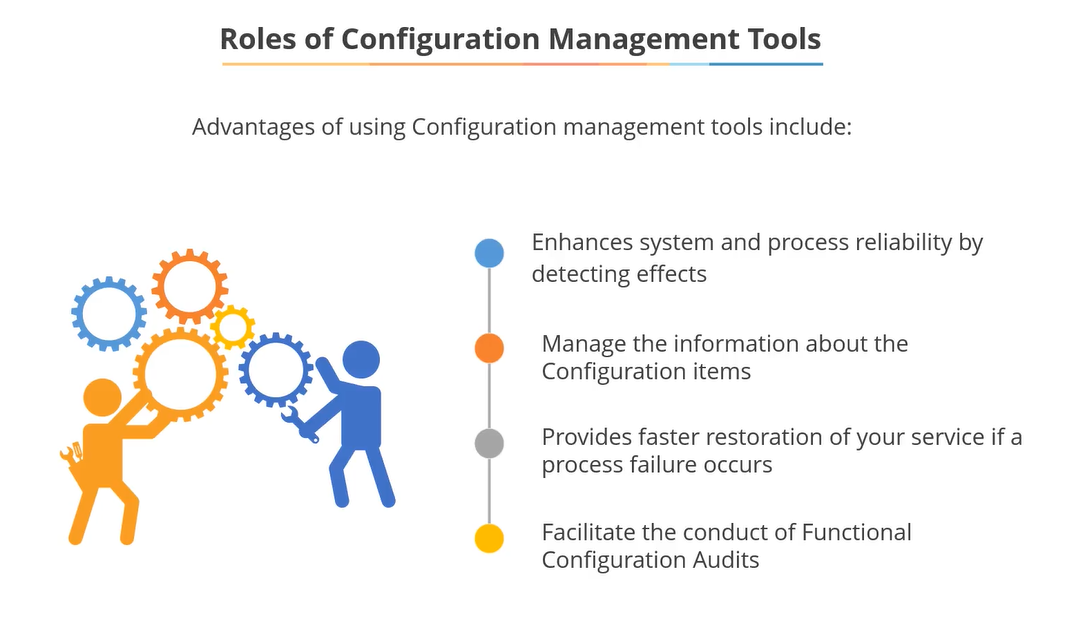 Roles of Configuration Management Tools
Advantages of using Configuration management tools include:
Enhances system and process reliability by
detecting effects
Manage the information about the
Configuration items
Provides faster restoration of your service if a
process failure occurs
Facilitate the conduct of Functional
Configuration Audits